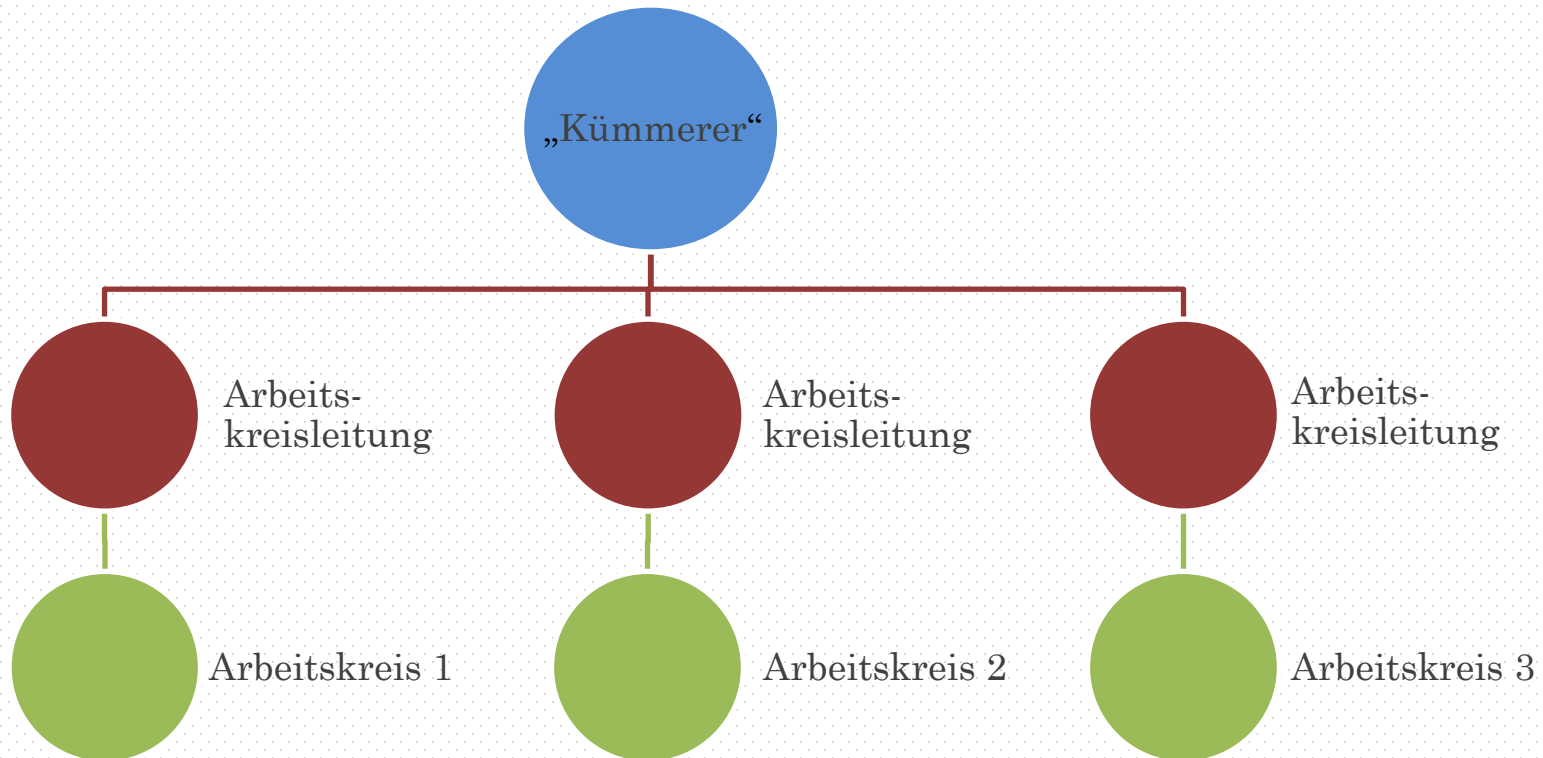 „Kümmerer“
Arbeits-
kreisleitung
Arbeits-
kreisleitung
Arbeits-
kreisleitung
Arbeitskreis 1
Arbeitskreis 2
Arbeitskreis 3